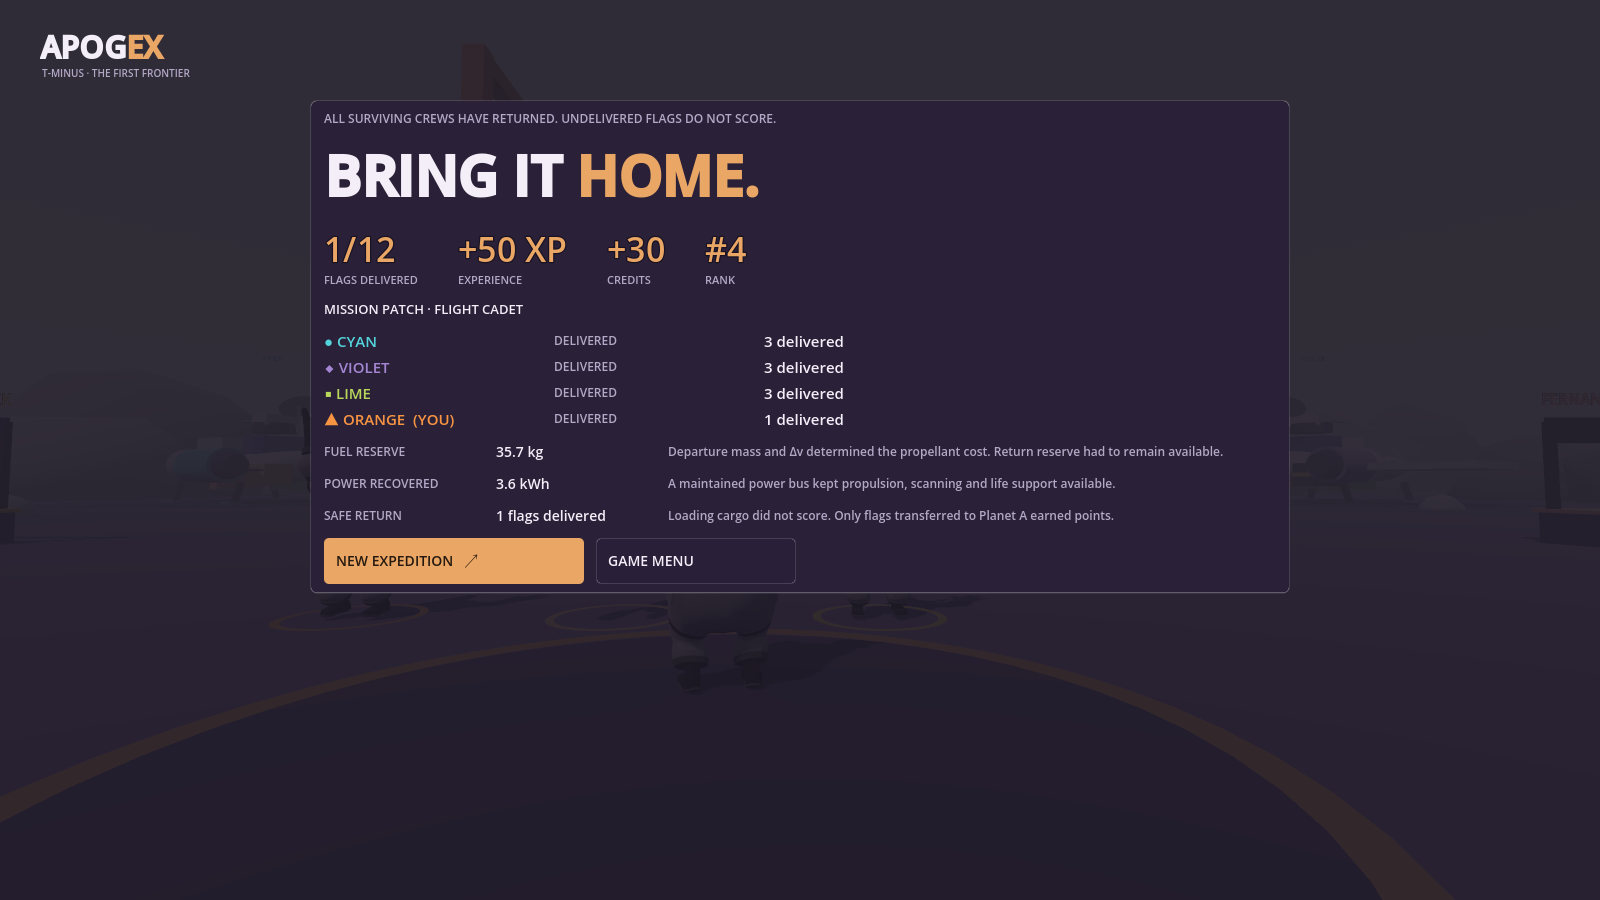 APOGEX
T-MINUS · THE FIRST FRONTIER
ALL SURVIVING CREWS HAVE RETURNED. UNDELIVERED FLAGS DO NOT SCORE.
BRING IT HOME.
1/12 +50 XP +30 #4
FLAGS DELIVERED EXPERIENCE CREDITS RANK
MISSION PATCH · FLIGHT CADET
● CYAN DELIVERED 3 delivered
◆ VIOLET DELIVERED 3 delivered
■ LIME DELIVERED 3 delivered
▲ ORANGE (YOU) DELIVERED 1 delivered
FUEL RESERVE 35.7 kg Departure mass and Δv determined the propellant cost. Return reserve had to remain available.
POWER RECOVERED 3.6 kWh A maintained power bus kept propulsion, scanning and life support available.
SAFE RETURN 1 flags delivered Loading cargo did not score. Only flags transferred to Planet A earned points.
NEW EXPEDITION ↗ GAME MENU